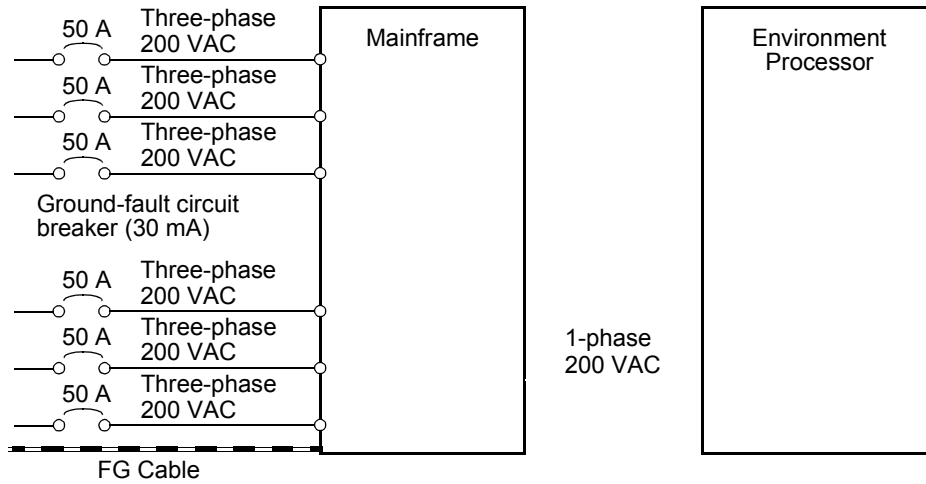 50 A
Three-phase
200 VAC
50 A
Three-phase
200 VAC
50 A
Three-phase
200 VAC
Ground-fault circuit
breaker (30 mA)
50 A
Three-phase
200 VAC
50 A
Three-phase
200 VAC
50 A
Three-phase
200 VAC
FG Cable
Mainframe
1-phase
200 VAC
Environment
Processor